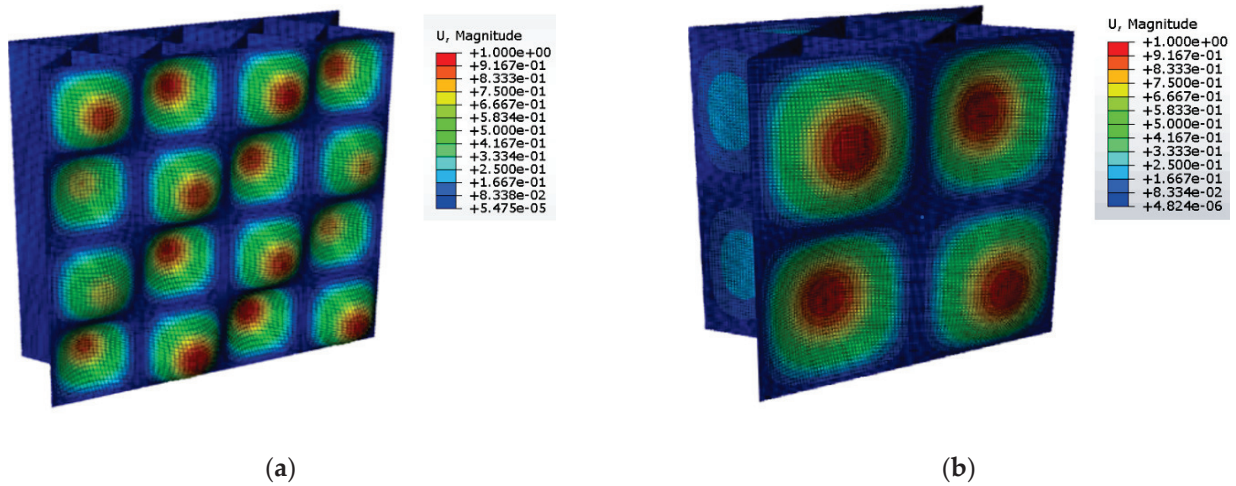 U, Magnitude
+1.000e+00
+9.167e-01
+8.333e-01
+7.500e-01
+6.667e-01
+5.834e-01
+5.000e-01
+4.167e-01
+3.334e-01
+2.500e-01
+1.667e-01
+8.338e-02
+5.475e-05
U, Magnitude
+1.000e+00
+9.167e-01
+8.333e-01
+7.500e-01
+6.667e-01
+5.833e-01
+5.000e-01
+4.167e-01
+3.333e-01
+2.500e-01
+1.667e-01
+8.334e-02
+4.824e-06
(a)
(b)